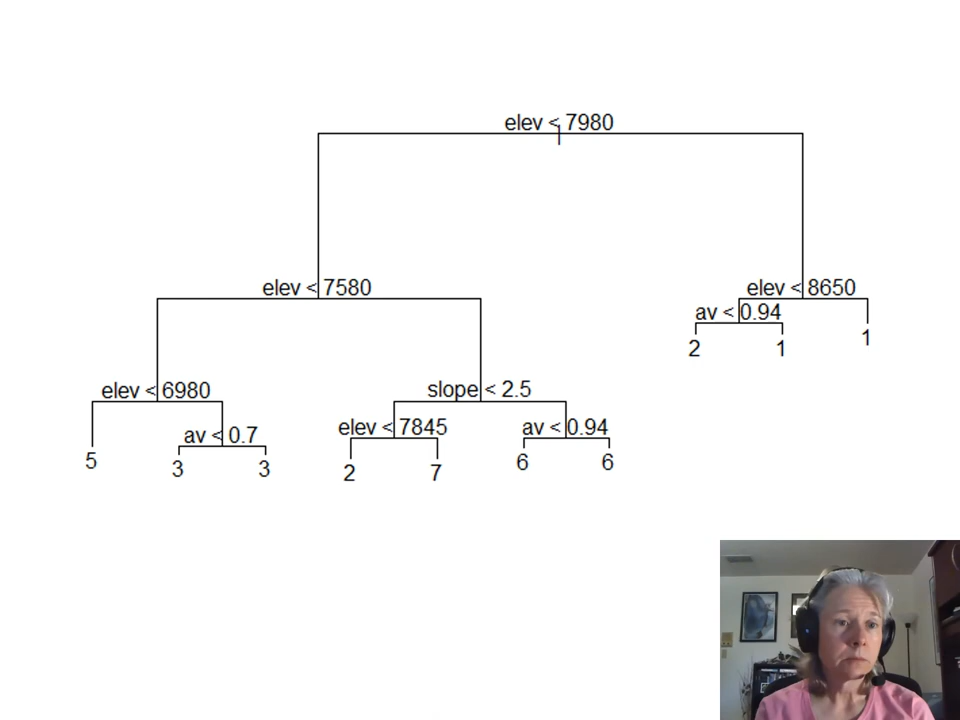 elev < 7980
elev < 7580
elev < 8650
av < 0.94
2
1
1
elev < 6980
slope < 2.5
av < 0.7
elev < 7845
av < 0.94
5
3
3
2
7
6
6